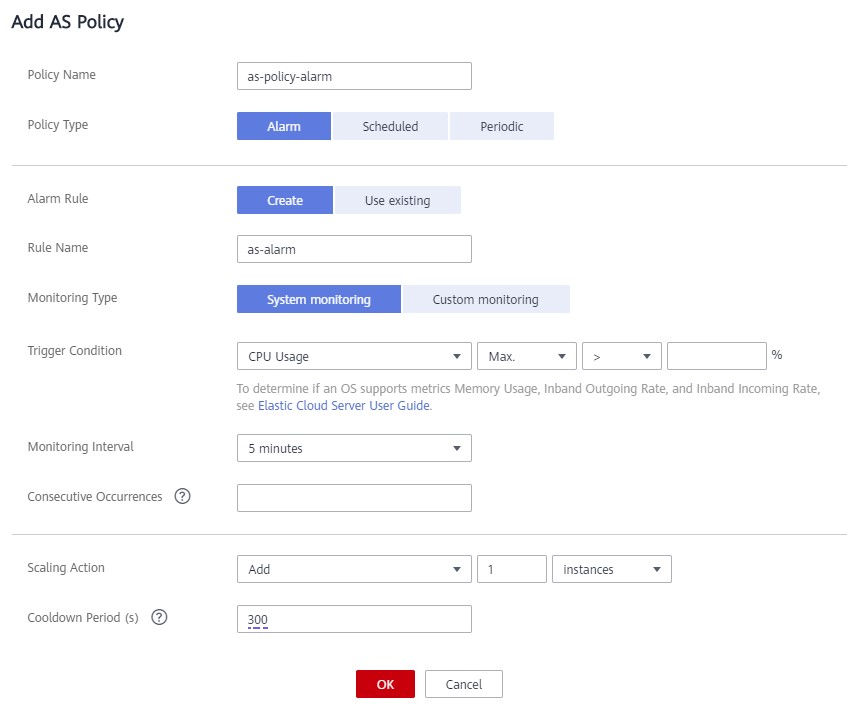 Add AS Policy
Policy Name as-policy-alarm
Policy Type Alarm Scheduled Periodic
Alarm Rule Create Use existing
Rule Name as-alarm
Monitoring Type System monitoring Custom monitoring
Trigger Condition CPU Usage Max. > %
To determine if an OS supports metrics Memory Usage, Inband Outgoing Rate, and Inband Incoming Rate,
see Elastic Cloud Server User Guide.
Monitoring Interval 5 minutes
Consecutive Occurrences ?
Scaling Action Add 1 instances
Cooldown Period (s) ? 300
OK Cancel